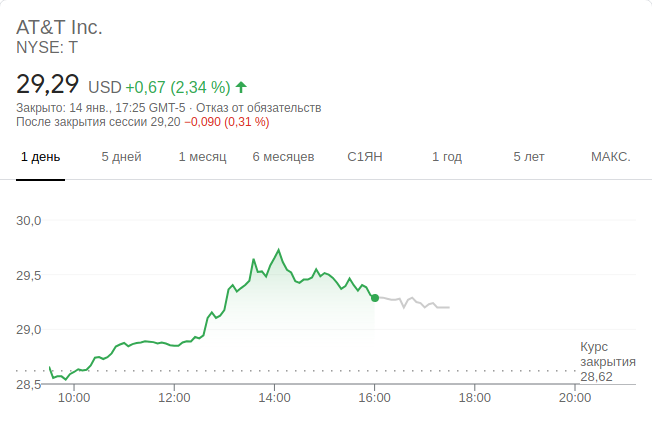 AT&T Inc.
NYSE: T
29,29 USD +0,67 (2,34 %)
Закрыто: 14 янв., 17:25 GMT-5 · Отказ от обязательств
После закрытия сессии 29,20 −0,090 (0,31 %)
1 день 5 дней 1 месяц 6 месяцев С1ЯН 1 год 5 лет МАКС.
30,0
29,5
29,0
Курс
закрытия
28,62
28,5
10:00 12:00 14:00 16:00 18:00 20:00